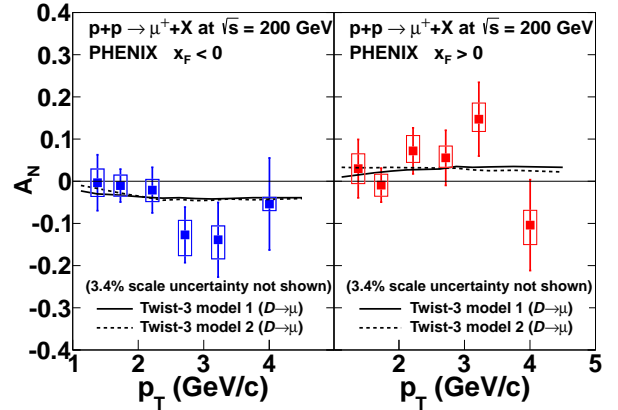 p+p → μ⁺+X at √s = 200 GeV
PHENIX x_F < 0
p+p → μ⁺+X at √s = 200 GeV
PHENIX x_F > 0
A_N
0.4
0.3
0.2
0.1
0
-0.1
-0.2
-0.3
-0.4
(3.4% scale uncertainty not shown)
Twist-3 model 1 (D→μ)
Twist-3 model 2 (D→μ)
(3.4% scale uncertainty not shown)
Twist-3 model 1 (D→μ)
Twist-3 model 2 (D→μ)
1 2 3 4
2 3 4 5
p_T (GeV/c)
p_T (GeV/c)